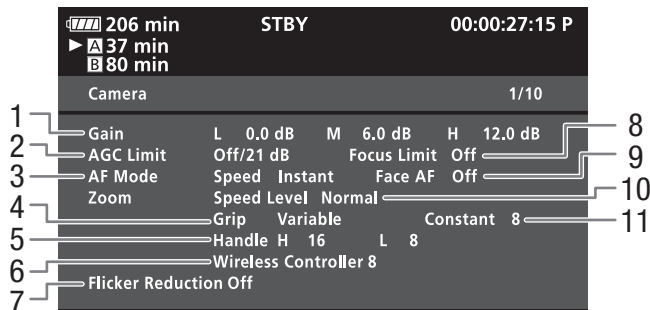 206 min STBY 00:00:27:15 P
A 37 min
B 80 min
Camera 1/10
1 Gain L 0.0 dB M 6.0 dB H 12.0 dB 8
2 AGC Limit Off/21 dB Focus Limit Off 9
3 AF Mode Speed Instant Face AF Off
Zoom Speed Level Normal 10
4 Grip Variable Constant 8 11
5 Handle H 16 L 8
6 Wireless Controller 8
7 Flicker Reduction Off